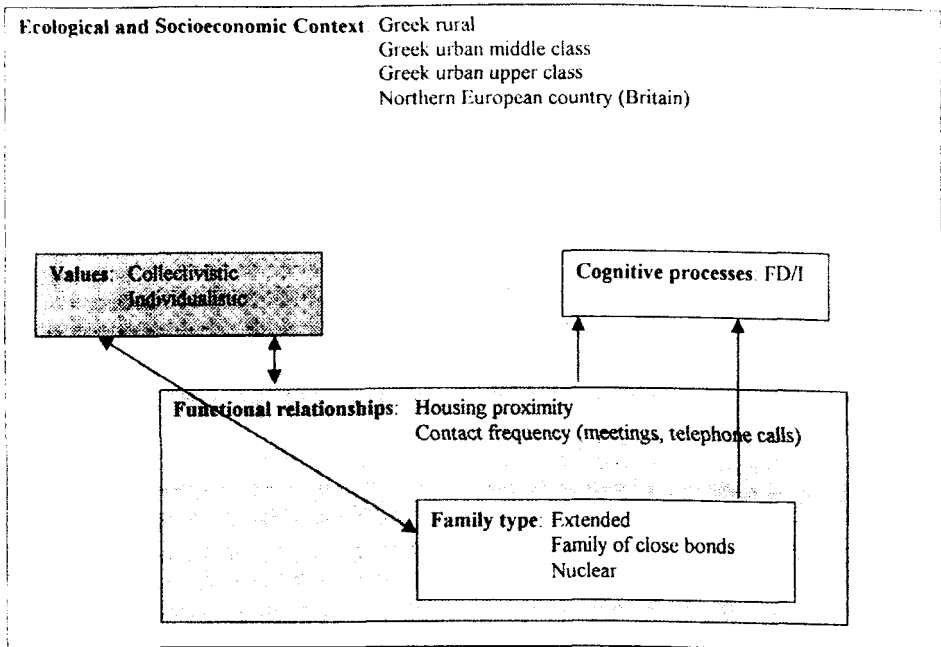 Ecological and Socioeconomic Context: Greek rural
Greek urban middle class
Greek urban upper class
Northern European country (Britain)
Values: Collectivistic
Individualistic
Cognitive processes: FD/I
Functional relationships: Housing proximity
Contact frequency (meetings, telephone calls)
Family type: Extended
Family of close bonds
Nuclear